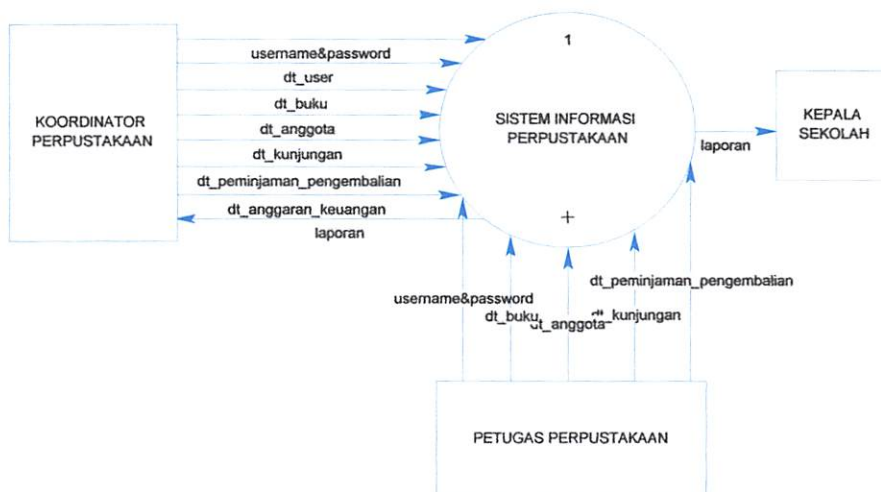 KOORDINATOR
PERPUSTAKAAN
username&password
dt_user
dt_buku
dt_anggota
dt_kunjungan
dt_peminjaman_pengembalian
dt_anggaran_keuangan
laporan
1
SISTEM INFORMASI
PERPUSTAKAAN
+
laporan
KEPALA
SEKOLAH
dt_peminjaman_pengembalian
username&password
dt_buku
dt_anggota
dt_kunjungan
PETUGAS PERPUSTAKAAN